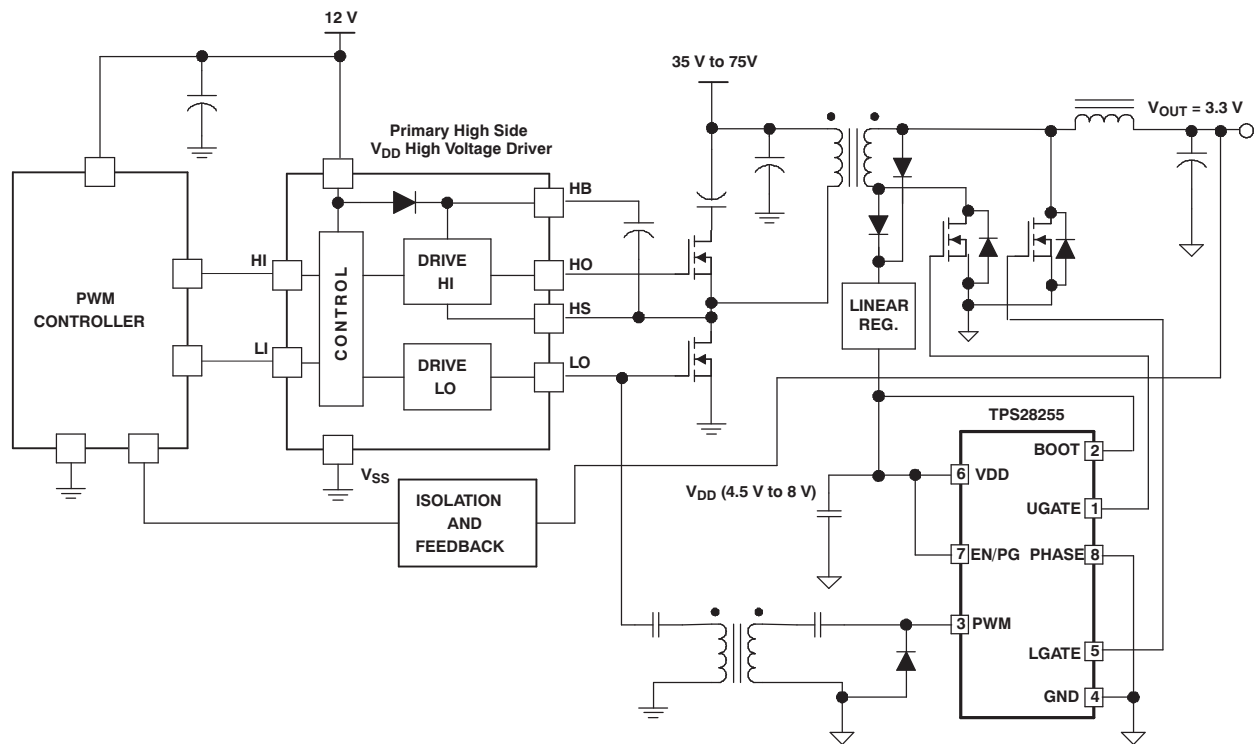 12 V
35 V to 75V
VOUT = 3.3 V
Primary High Side
VDD High Voltage Driver
HB
HI
DRIVE
HI
HO
PWM
CONTROLLER
CONTROL
HS
LINEAR
REG.
LI
DRIVE
LO
LO
TPS28255
BOOT 2
VSS
6 VDD
VDD (4.5 V to 8 V)
ISOLATION
AND
FEEDBACK
UGATE 1
7 EN/PG PHASE 8
3 PWM
LGATE 5
GND 4